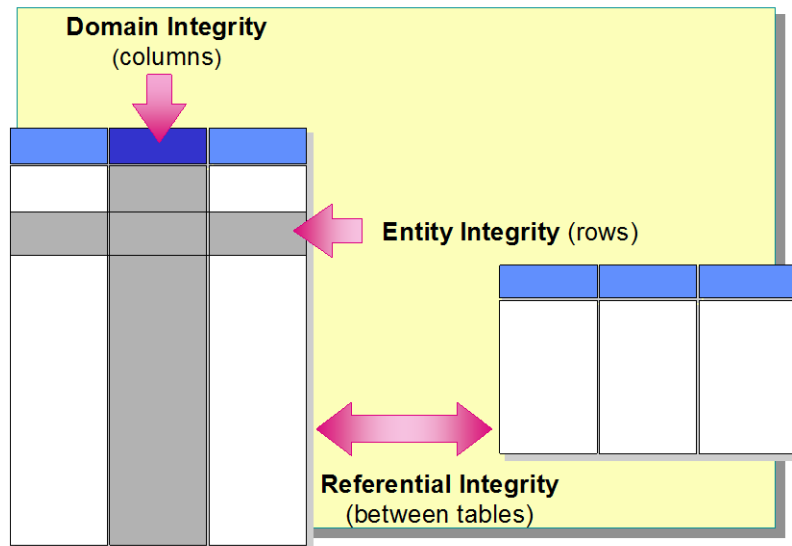 Domain Integrity
(columns)
Entity Integrity (rows)
Referential Integrity
(between tables)